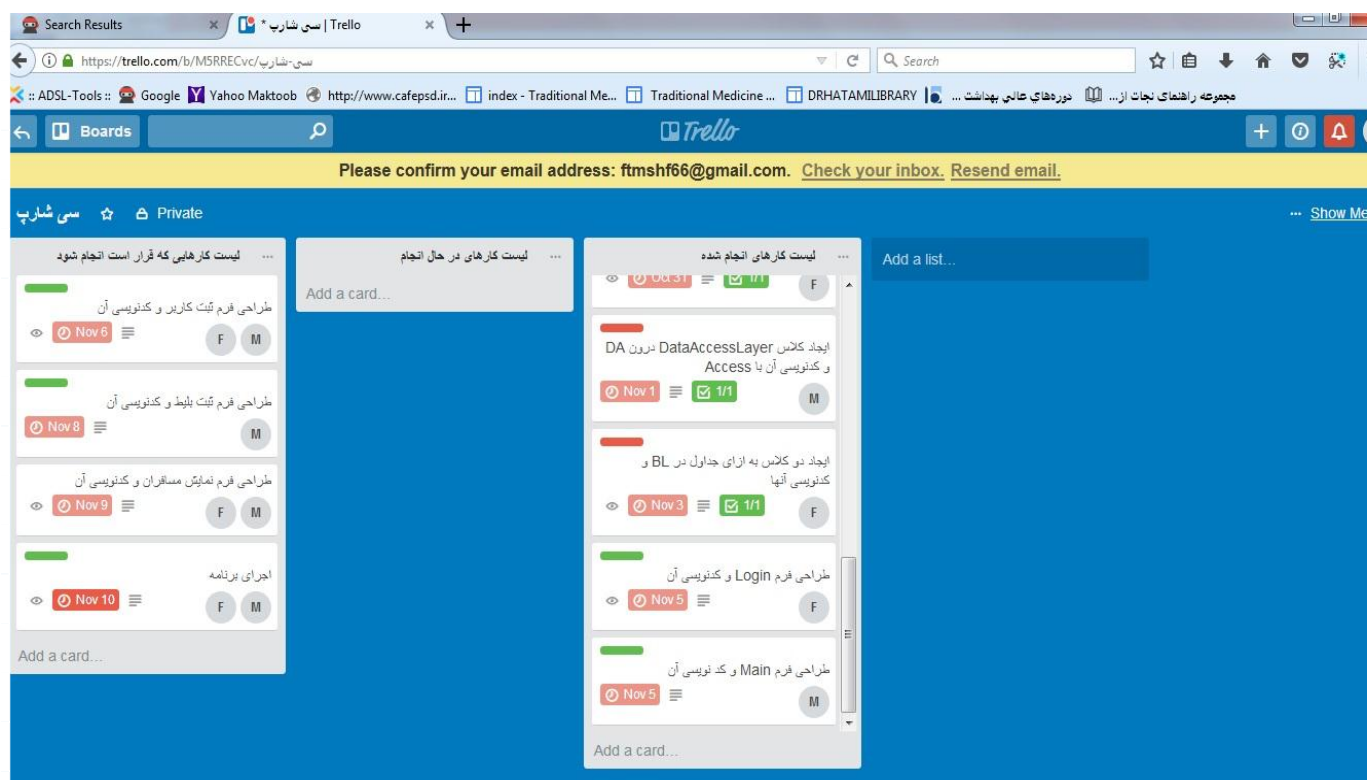 Search Results
سی شارپ | Trello *
https://trello.com/b/M5RRECvc/سی-شارپ
Search
:: ADSL-Tools :: Google Yahoo Maktoob http://www.cafepsd.ir... index - Traditional Me... Traditional Medicine ... DRHATAMILIBRARY دوره‌های عالی بهداشت ... مجموعه راهنمای نجات از...
Boards
Trello
Please confirm your email address: ftmshf66@gmail.com. Check your inbox. Resend email.
سی شارپ Private
... Show Me
لیست کارهایی که قرار است انجام شود
طراحی فرم ثبت کاربر و کدنویسی آن
Nov 6
F M
طراحی فرم ثبت بلیط و کدنویسی آن
Nov 8
M
طراحی فرم نمایش مسافران و کدنویسی آن
Nov 9
F M
اجرای برنامه
Nov 10
F M
Add a card...
لیست کارهای در حال انجام
Add a card...
لیست کارهای انجام شده
Oct 31 1/1
F
ایجاد کلاس DataAccessLayer درون DA
و کدنویسی آن با Access
Nov 1 1/1
M
ایجاد دو کلاس به ازای جداول در BL و
کدنویسی آنها
Nov 3 1/1
F
طراحی فرم Login و کدنویسی آن
Nov 5
F
طراحی فرم Main و کد نویسی آن
Nov 5
M
Add a card...
Add a list...